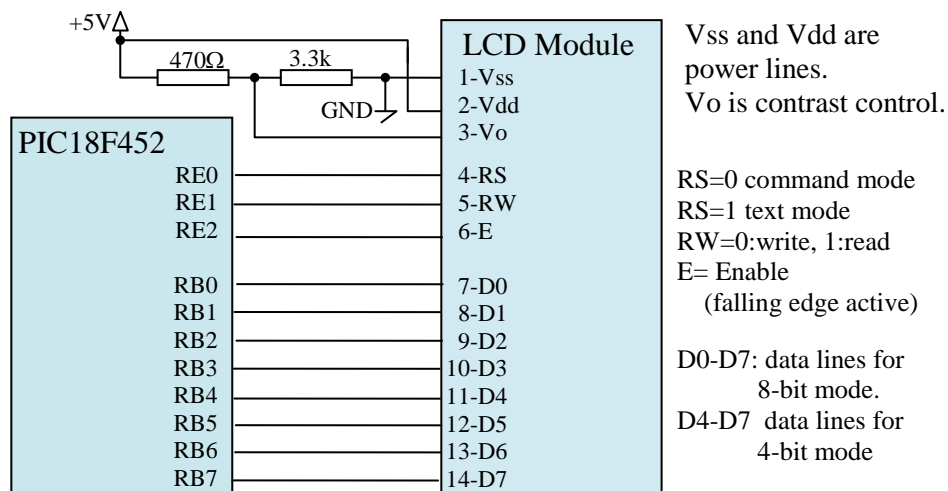 +5V
470Ω
3.3k
GND
LCD Module
1-Vss
2-Vdd
3-Vo
4-RS
5-RW
6-E
7-D0
8-D1
9-D2
10-D3
11-D4
12-D5
13-D6
14-D7
PIC18F452
RE0
RE1
RE2
RB0
RB1
RB2
RB3
RB4
RB5
RB6
RB7
Vss and Vdd are
power lines.
Vo is contrast control.
RS=0 command mode
RS=1 text mode
RW=0:write, 1:read
E= Enable
(falling edge active)
D0-D7: data lines for
8-bit mode.
D4-D7 data lines for
4-bit mode